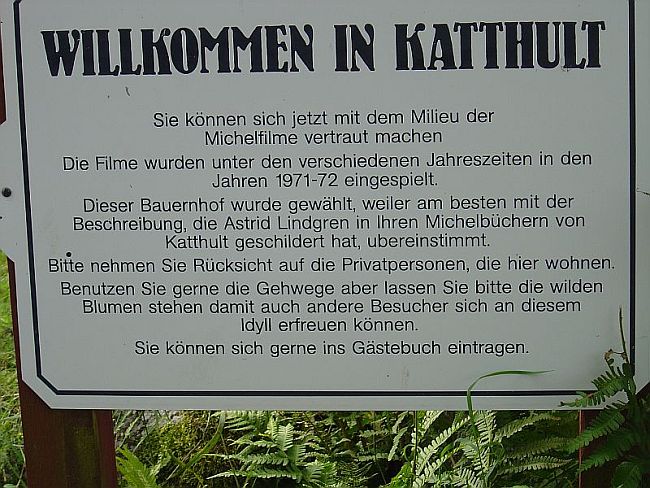 WILLKOMMEN IN KATTHULT
Sie können sich jetzt mit dem Milieu der
Michelfilme vertraut machen
Die Filme wurden unter den verschiedenen Jahreszeiten in den
Jahren 1971-72 eingespielt.
Dieser Bauernhof wurde gewählt, weiler am besten mit der
Beschreibung, die Astrid Lindgren in Ihren Michelbüchern von
Katthult geschildert hat, ubereinstimmt.
Bitte nehmen Sie Rücksicht auf die Privatpersonen, die hier wohnen.
Benutzen Sie gerne die Gehwege aber lassen Sie bitte die wilden
Blumen stehen damit auch andere Besucher sich an diesem
Idyll erfreuen können.
Sie können sich gerne ins Gästebuch eintragen.